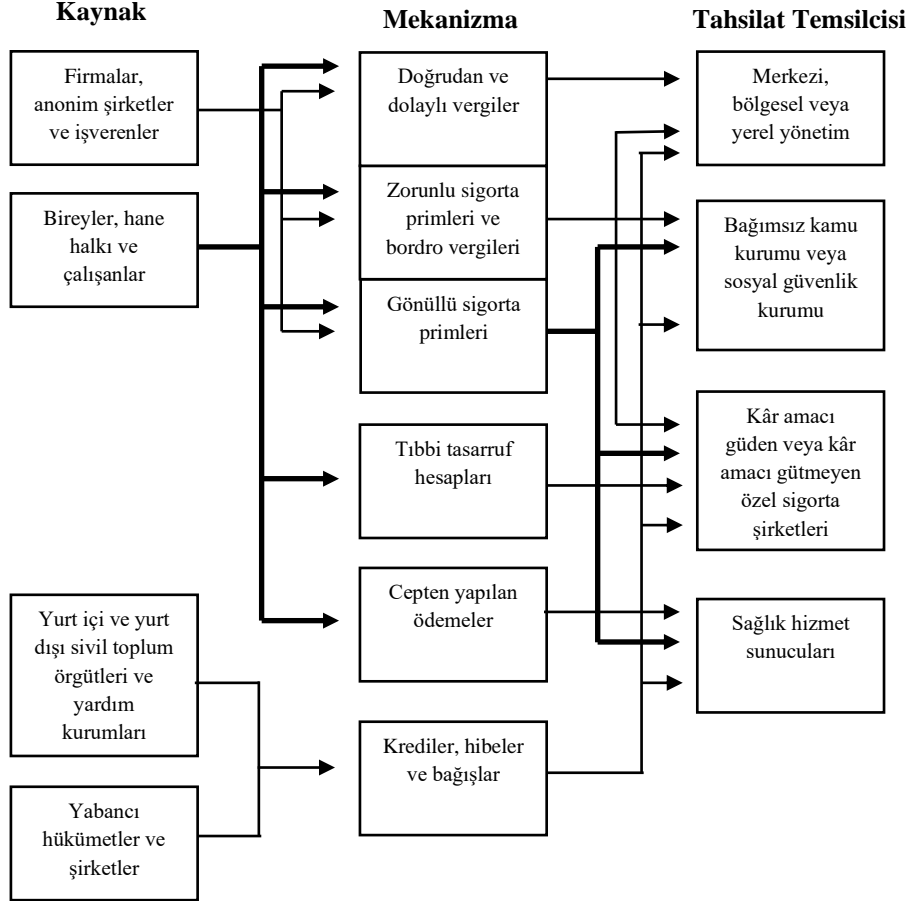 Kaynak
Mekanizma
Tahsilat Temsilcisi
Firmalar,
anonim şirketler
ve işverenler
Bireyler, hane
halkı ve
çalışanlar
Yurt içi ve yurt
dışı sivil toplum
örgütleri ve
yardım
kurumları
Yabancı
hükümetler ve
şirketler
Doğrudan ve
dolaylı vergiler
Zorunlu sigorta
primleri ve
bordro vergileri
Gönüllü sigorta
primleri
Tıbbi tasarruf
hesapları
Cepten yapılan
ödemeler
Krediler, hibeler
ve bağışlar
Merkezi,
bölgesel veya
yerel yönetim
Bağımsız kamu
kurumu veya
sosyal güvenlik
kurumu
Kâr amacı
güden veya kâr
amacı gütmeyen
özel sigorta
şirketleri
Sağlık hizmet
sunucuları